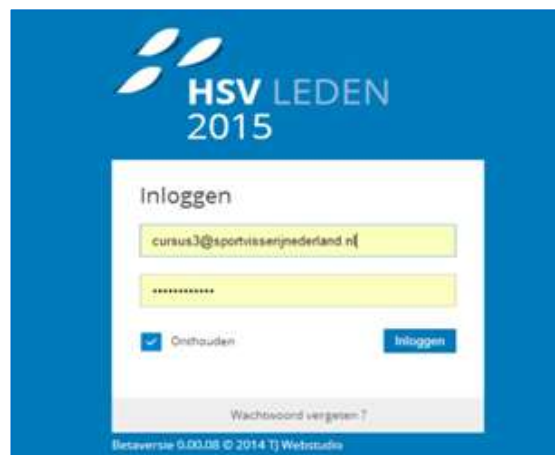 HSV LEDEN
2015
Inloggen
cursus3@sportvisserijnederland.nl
••••••••••••
Onthouden
Inloggen
Wachtwoord vergeten ?
Betaversie 0.00.08 © 2014 TJ Webstudio